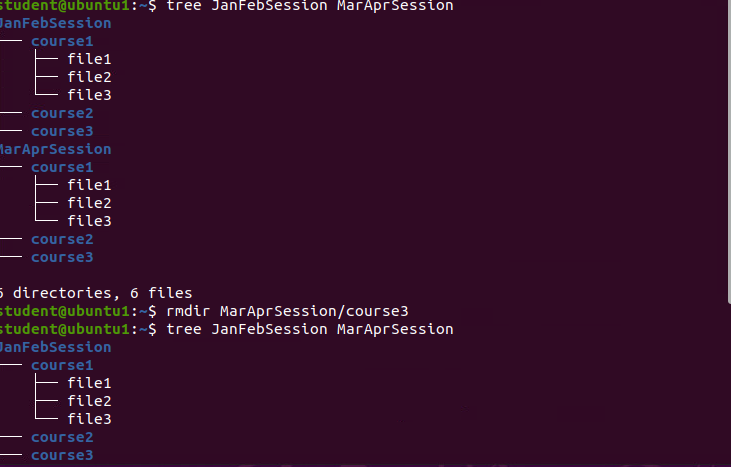 student@ubuntu1:~$ tree JanFebSession MarAprSession
JanFebSession
── course1
├── file1
├── file2
└── file3
── course2
── course3
MarAprSession
── course1
├── file1
├── file2
└── file3
── course2
── course3
6 directories, 6 files
student@ubuntu1:~$ rmdir MarAprSession/course3
student@ubuntu1:~$ tree JanFebSession MarAprSession
JanFebSession
── course1
├── file1
├── file2
└── file3
── course2
── course3